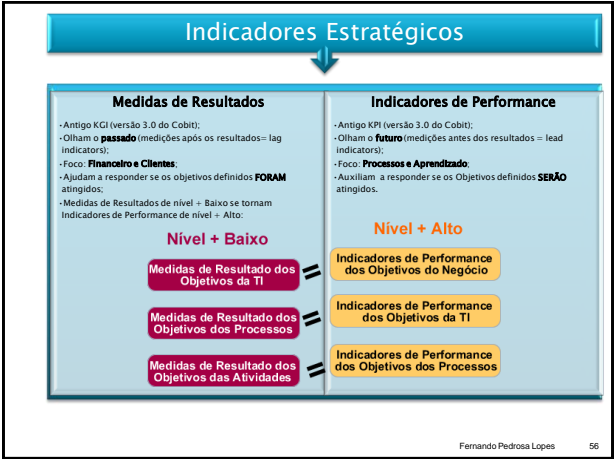 Indicadores Estratégicos
Medidas de Resultados
•Antigo KGI (versão 3.0 do Cobit);
•Olham o passado (medições após os resultados= lag
indicators);
•Foco: Financeiro e Clientes;
•Ajudam a responder se os objetivos definidos FORAM
atingidos;
•Medidas de Resultados de nível + Baixo se tornam
Indicadores de Performance de nível + Alto:
Nível + Baixo
Medidas de Resultado dos
Objetivos da TI
Medidas de Resultado dos
Objetivos dos Processos
Medidas de Resultado dos
Objetivos das Atividades
=
=
=
Indicadores de Performance
•Antigo KPI (versão 3.0 do Cobit);
•Olham o futuro (medições antes dos resultados = lead
indicators);
•Foco: Processos e Aprendizado;
•Auxiliam a responder se os Objetivos definidos SERÃO
atingidos.
Nível + Alto
Indicadores de Performance
dos Objetivos do Negócio
Indicadores de Performance
dos Objetivos da TI
Indicadores de Performance
dos Objetivos dos Processos
Fernando Pedrosa Lopes 56